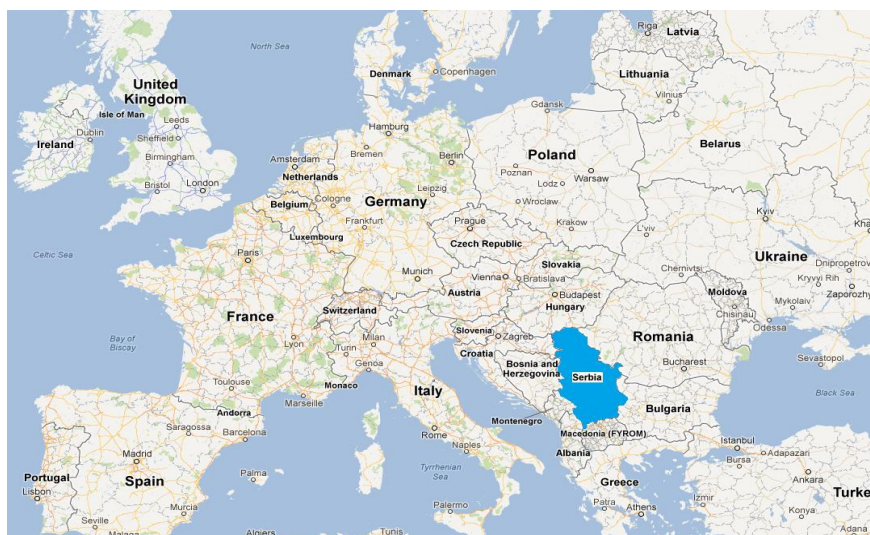 Riga
Latvia
North Sea
Denmark
Copenhagen
Lithuania
Vilnius
United
Kingdom
Isle of Man
Leeds
Dublin
Sheffield
Ireland
Birmingham
Bristol
London
Gdansk
Hamburg
Bremen
Belarus
Amsterdam
Netherlands
Berlin
Poland
Poznan
Warsaw
Lodz
Leipzig
Belgium
Cologne
Germany
Wroclaw
Frankfurt
Kyiv
Kha
Luxembourg
Prague
Krakow
L'viv
Czech Republic
Celtic Sea
Paris
Ukraine
Slovakia
Chernivtsi
Dnipropetrov
Munich
Vienna
Bratislava
Kryvyi Rih
Austria
Budapest
Moldova
Zaporozhy
Hungary
Chisinau
Mykolaiv
Switzerland
France
Slovenia
Zagreb
Romania
Odessa
Bay of
Biscay
Lyon
Milan
Turin
Croatia
Genoa
Bosnia and
Herzegovina
Bucharest
Sevastopol
Serbia
Toulouse
Monaco
Italy
Black Sea
Marseille
Andorra
Bulgaria
Montenegro
Saragossa
Barcelona
Rome
Macedonia (FYROM)
Istanbul
Naples
Albania
Adapazari
Madrid
Bursa
Portugal
Palma
Tyrrhenian
Sea
Ankara
Lisbon
Spain
Greece
Turke
Patra
Athens
Izmir
Murcia
Palermo
Konya
Seville
Adana
Malaga
Algiers
Tunis